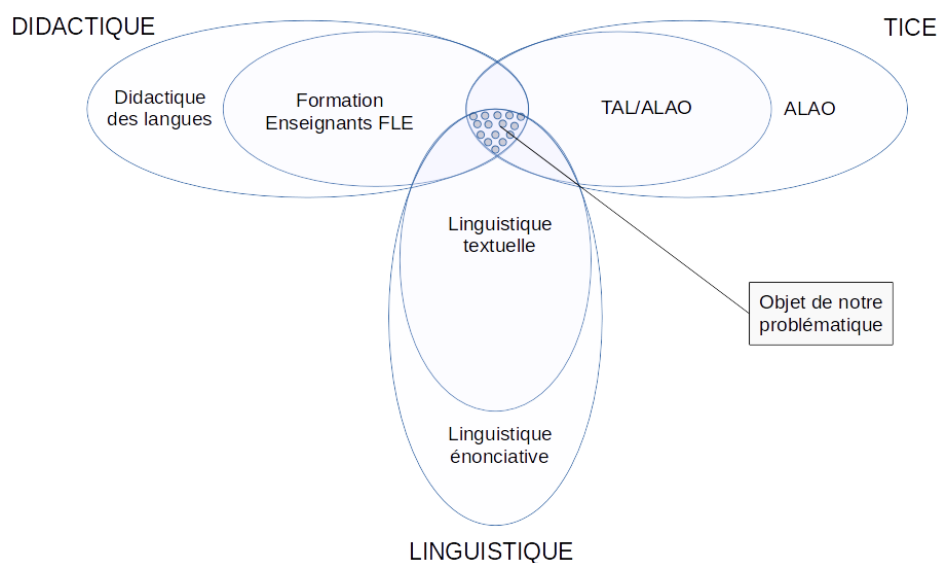 DIDACTIQUE
TICE
Didactique
des langues
Formation
Enseignants FLE
TAL/ALAO
ALAO
Linguistique
textuelle
Objet de notre
problématique
Linguistique
énonciative
LINGUISTIQUE